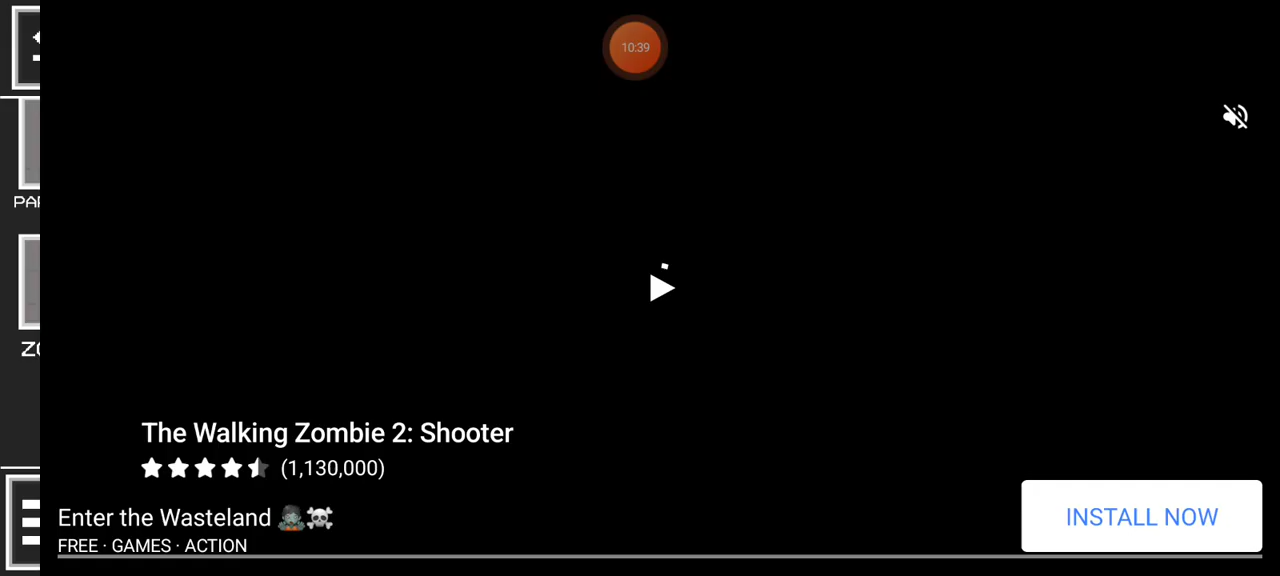 10:39
The Walking Zombie 2: Shooter
(1,130,000)
INSTALL NOW
Enter the Wasteland 🧟☠️
FREE · GAMES · ACTION